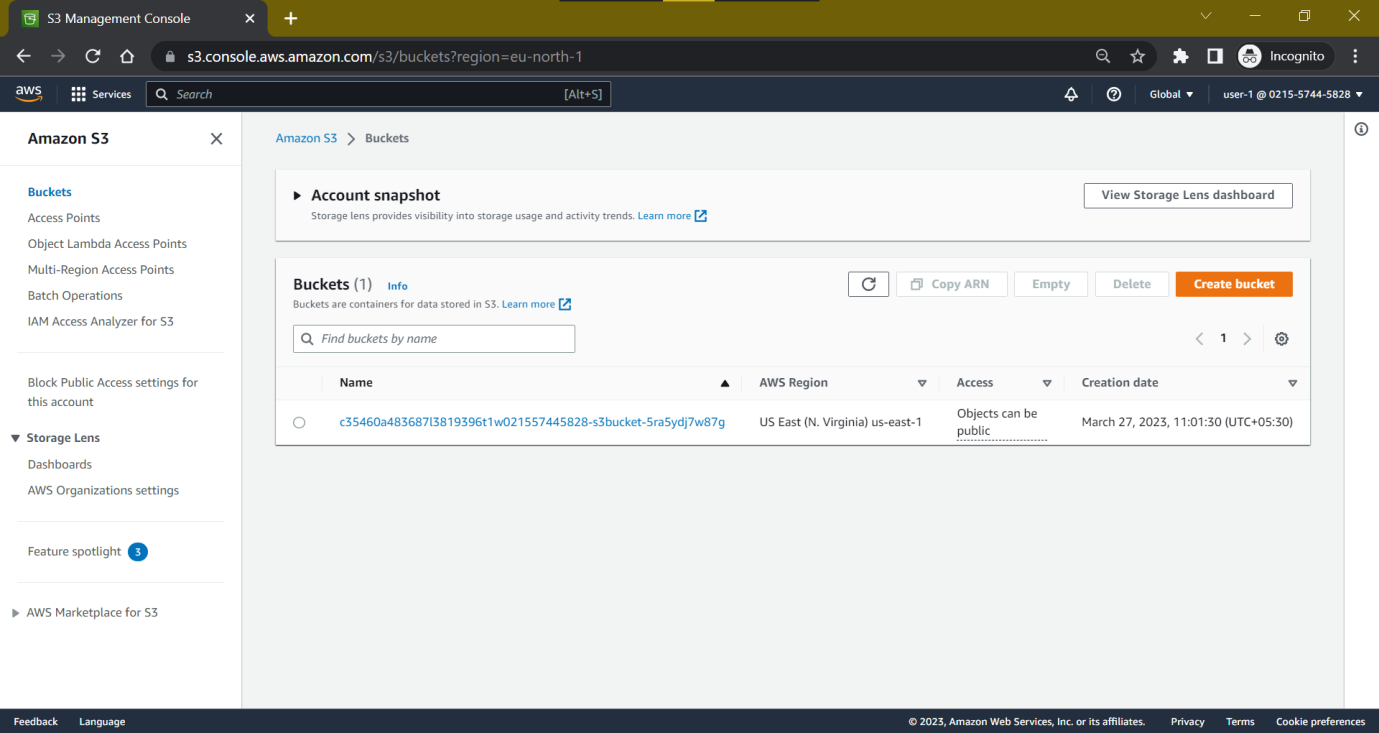 S3 Management Console
s3.console.aws.amazon.com/s3/buckets?region=eu-north-1
Incognito
aws
Services
Search
[Alt+S]
Global
user-1 @ 0215-5744-5828
Amazon S3
Buckets
Access Points
Object Lambda Access Points
Multi-Region Access Points
Batch Operations
IAM Access Analyzer for S3
Block Public Access settings for
this account
Storage Lens
Dashboards
AWS Organizations settings
Feature spotlight 3
AWS Marketplace for S3
Amazon S3 > Buckets
Account snapshot
Storage lens provides visibility into storage usage and activity trends. Learn more
View Storage Lens dashboard
Buckets (1) Info
Buckets are containers for data stored in S3. Learn more
Copy ARN
Empty
Delete
Create bucket
Find buckets by name
1
Name
AWS Region
Access
Creation date
c35460a483687l3819396t1w021557445828-s3bucket-5ra5ydj7w87g
US East (N. Virginia) us-east-1
Objects can be
public
March 27, 2023, 11:01:30 (UTC+05:30)
Feedback
Language
© 2023, Amazon Web Services, Inc. or its affiliates.
Privacy
Terms
Cookie preferences